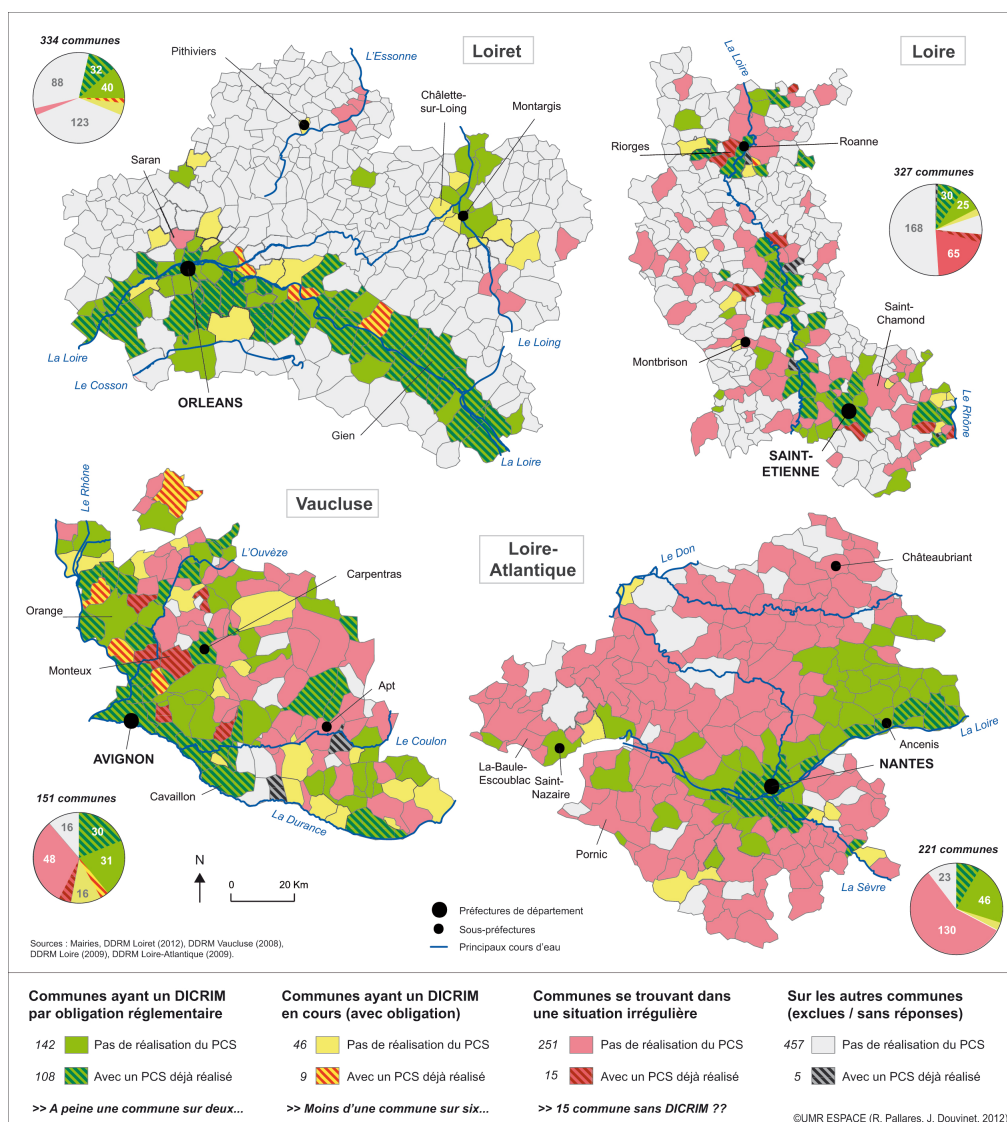 334 communes
88
32
40
123
Loiret
Pithiviers
L'Essonne
Châlette-
sur-Loing
Montargis
Saran
La Loire
Le Cosson
ORLEANS
Gien
Le Loing
La Loire
Loire
La Loire
Riorges
Roanne
327 communes
30
25
168
65
Saint-
Chamond
Montbrison
Le Rhône
SAINT-
ETIENNE
Vaucluse
Le Rhône
L'Ouvèze
Carpentras
Orange
Monteux
Apt
AVIGNON
Le Coulon
Cavaillon
La Durance
151 communes
16
30
48
31
16
N
0 20 Km
Loire-
Atlantique
Le Don
Châteaubriant
La Loire
Ancenis
NANTES
La-Baule-
Escoublac
Saint-
Nazaire
Pornic
La Sèvre
221 communes
23
46
130
Préfectures de département
Sous-préfectures
Principaux cours d'eau
Sources : Mairies, DDRM Loiret (2012), DDRM Vaucluse (2008),
DDRM Loire (2009), DDRM Loire-Atlantique (2009).
Communes ayant un DICRIM
par obligation réglementaire
142 Pas de réalisation du PCS
108 Avec un PCS déjà réalisé
>> A peine une commune sur deux...
Communes ayant un DICRIM
en cours (avec obligation)
46 Pas de réalisation du PCS
9 Avec un PCS déjà réalisé
>> Moins d'une commune sur six...
Communes se trouvant dans
une situation irrégulière
251 Pas de réalisation du PCS
15 Avec un PCS déjà réalisé
>> 15 commune sans DICRIM ??
Sur les autres communes
(exclues / sans réponses)
457 Pas de réalisation du PCS
5 Avec un PCS déjà réalisé
©UMR ESPACE (R. Pallares, J. Douvinet, 2012)